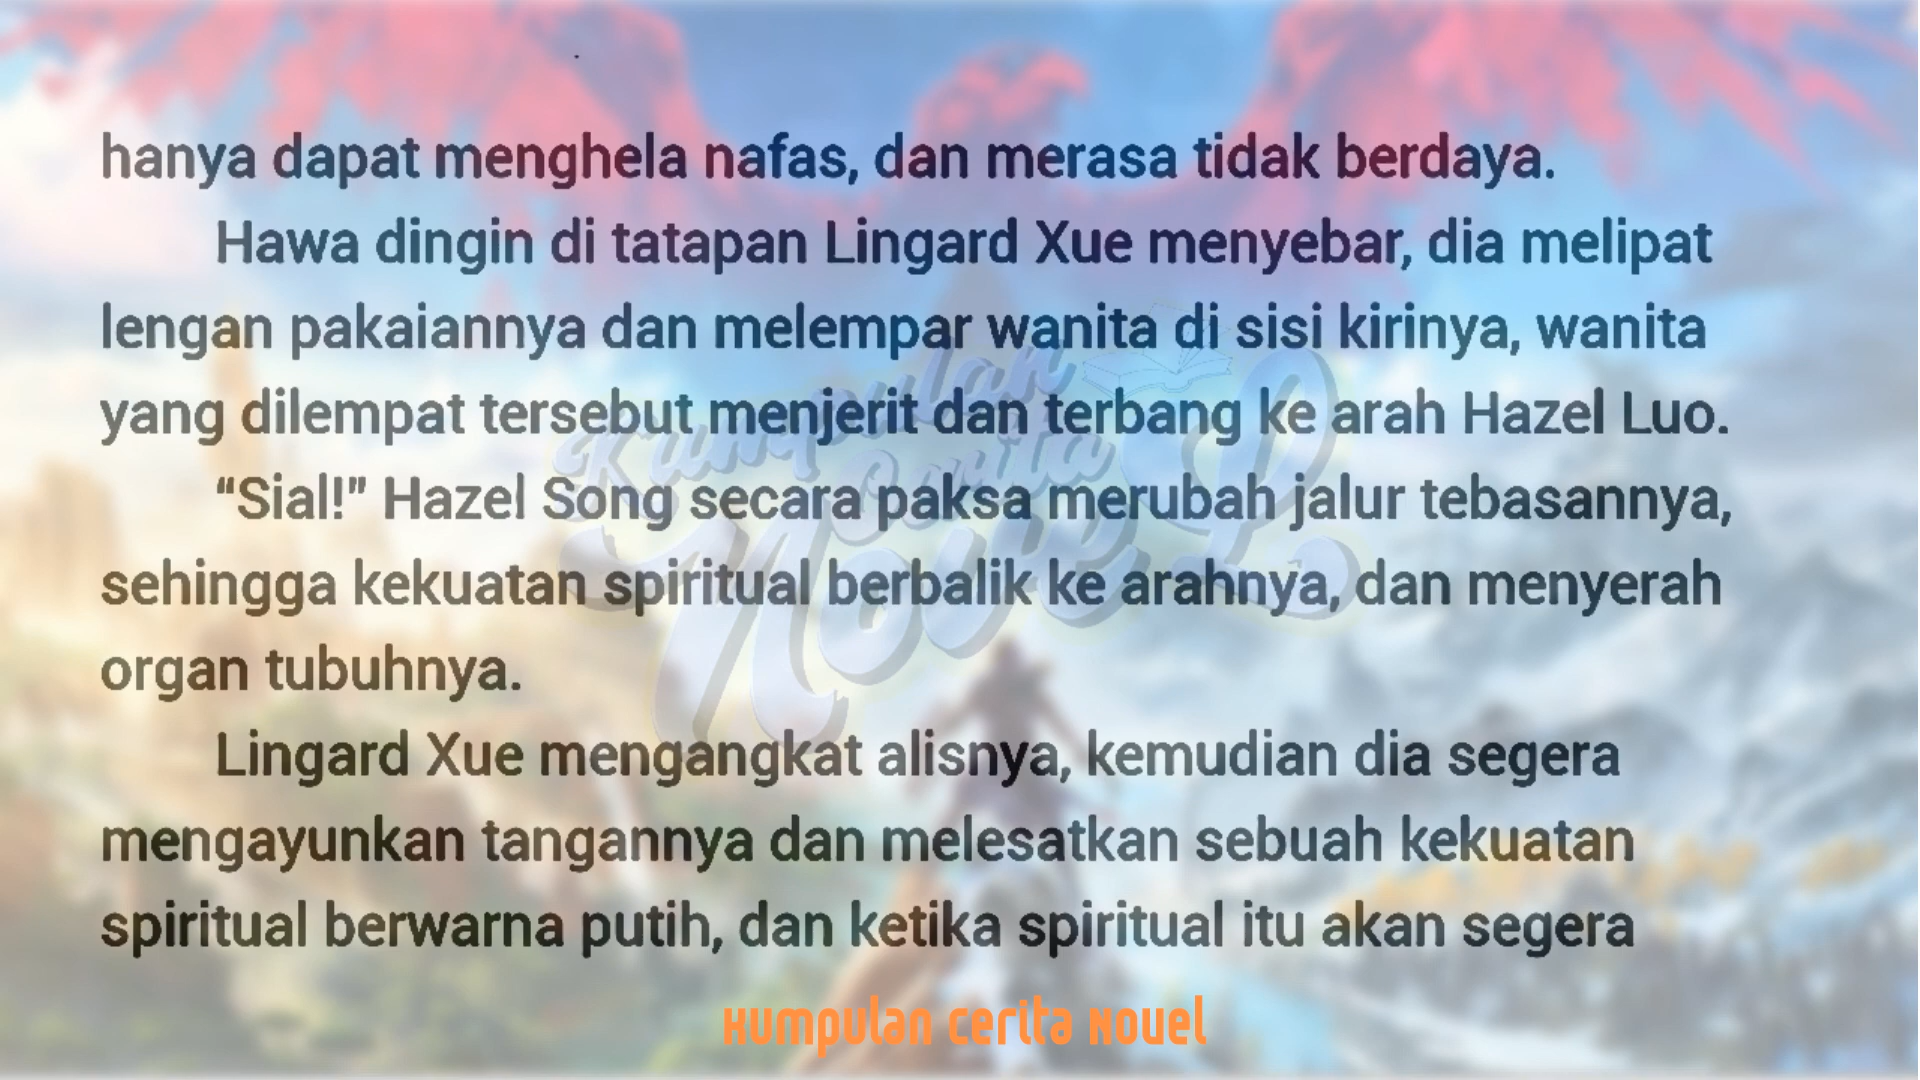 hanya dapat menghela nafas, dan merasa tidak berdaya.
Hawa dingin di tatapan Lingard Xue menyebar, dia melipat
lengan pakaiannya dan melempar wanita di sisi kirinya, wanita
yang dilempat tersebut menjerit dan terbang ke arah Hazel Luo.
“Sial!” Hazel Song secara paksa merubah jalur tebasannya,
sehingga kekuatan spiritual berbalik ke arahnya, dan menyerah
organ tubuhnya.
Lingard Xue mengangkat alisnya, kemudian dia segera
mengayunkan tangannya dan melesatkan sebuah kekuatan
spiritual berwarna putih, dan ketika spiritual itu akan segera
Kumpulan Cerita Novel
Kumpulan Cerita Novel